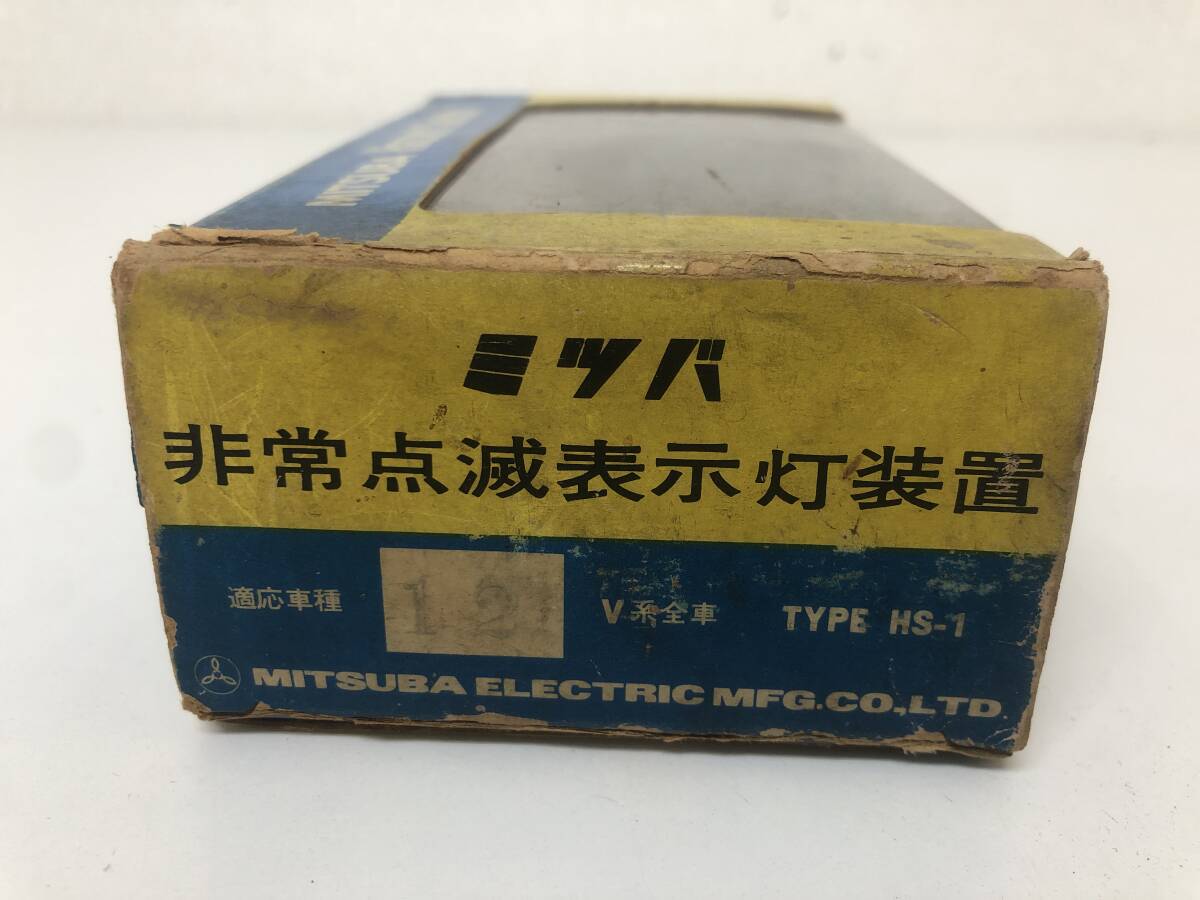 MITSUBA
ミツバ
非常点滅表示灯装置
適応車種 12 V系全車 TYPE HS-1
MITSUBA ELECTRIC MFG.CO.,LTD.